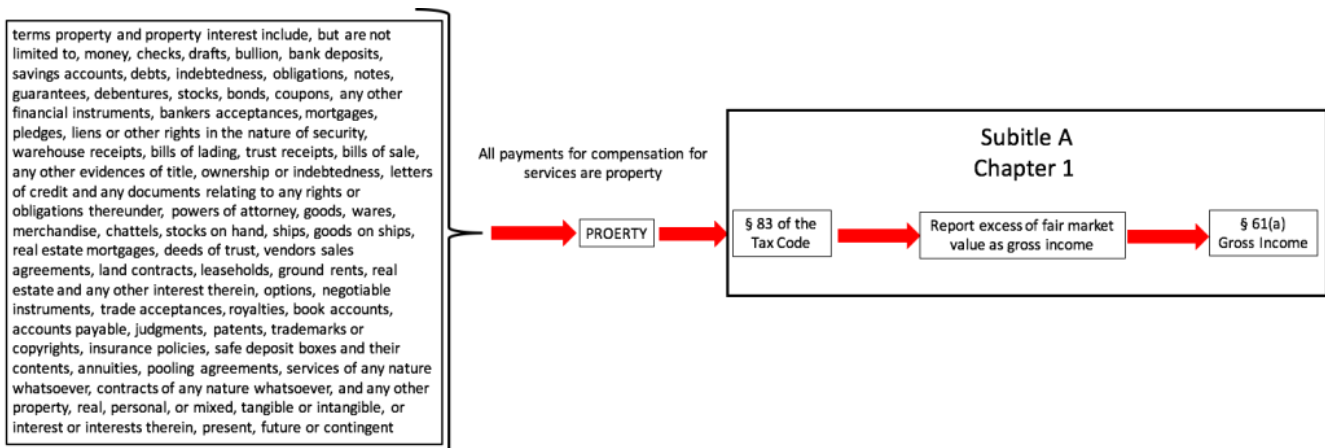 terms property and property interest include, but are not
limited to, money, checks, drafts, bullion, bank deposits,
savings accounts, debts, indebtedness, obligations, notes,
guarantees, debentures, stocks, bonds, coupons, any other
financial instruments, bankers acceptances, mortgages,
pledges, liens or other rights in the nature of security,
warehouse receipts, bills of lading, trust receipts, bills of sale,
any other evidences of title, ownership or indebtedness, letters
of credit and any documents relating to any rights or
obligations thereunder, powers of attorney, goods, wares,
merchandise, chattels, stocks on hand, ships, goods on ships,
real estate mortgages, deeds of trust, vendors sales
agreements, land contracts, leaseholds, ground rents, real
estate and any other interest therein, options, negotiable
instruments, trade acceptances, royalties, book accounts,
accounts payable, judgments, patents, trademarks or
copyrights, insurance policies, safe deposit boxes and their
contents, annuities, pooling agreements, services of any nature
whatsoever, contracts of any nature whatsoever, and any other
property, real, personal, or mixed, tangible or intangible, or
interest or interests therein, present, future or contingent
All payments for compensation for
services are property
PROERTY
Subitle A
Chapter 1
§ 83 of the
Tax Code
Report excess of fair market
value as gross income
§ 61(a)
Gross Income